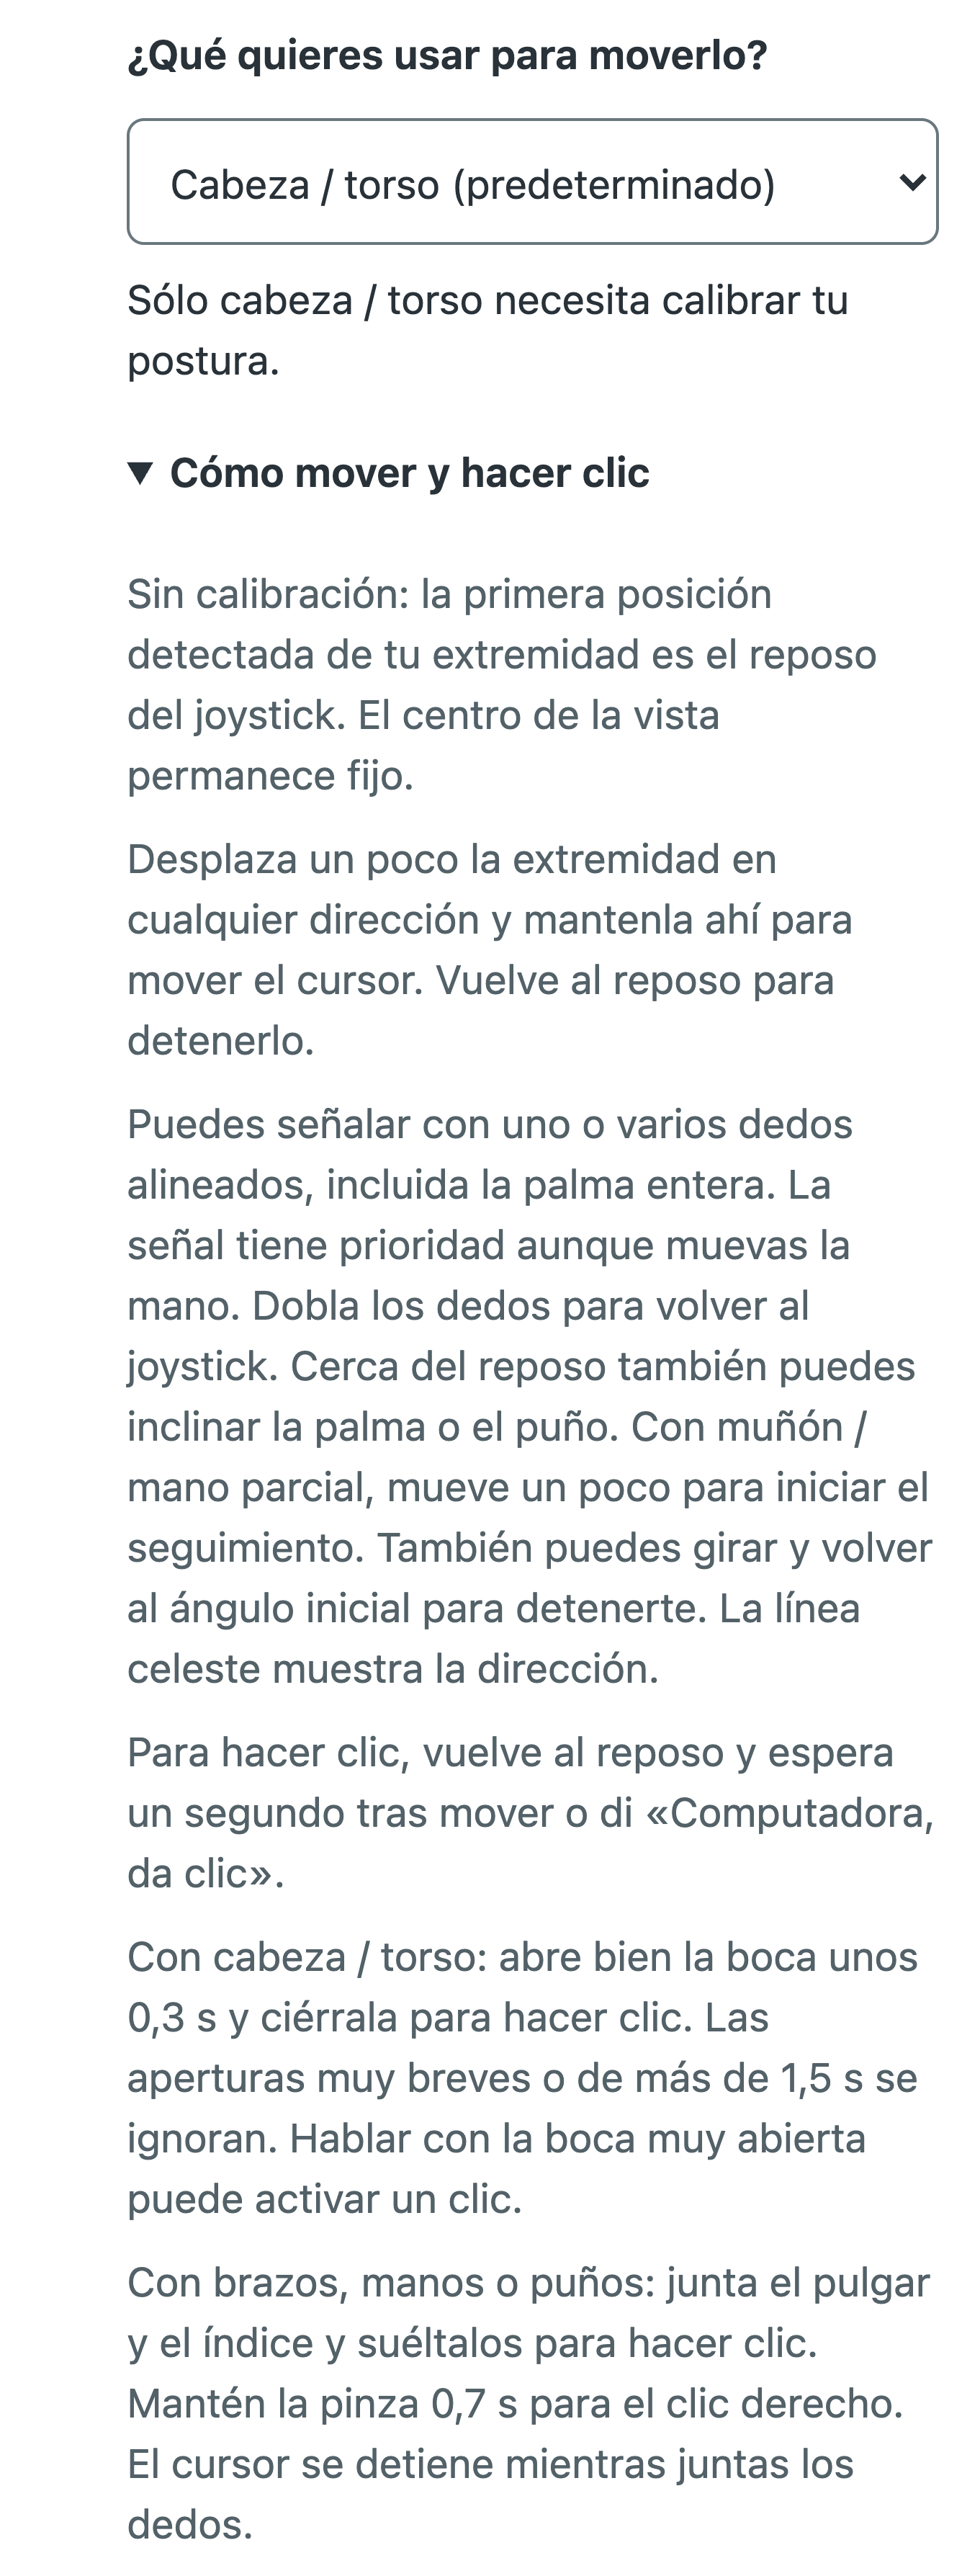 ¿Qué quieres usar para moverlo?
Cabeza / torso (predeterminado)
Sólo cabeza / torso necesita calibrar tu
postura.
▼ Cómo mover y hacer clic
Sin calibración: la primera posición
detectada de tu extremidad es el reposo
del joystick. El centro de la vista
permanece fijo.
Desplaza un poco la extremidad en
cualquier dirección y mantenla ahí para
mover el cursor. Vuelve al reposo para
detenerlo.
Puedes señalar con uno o varios dedos
alineados, incluida la palma entera. La
señal tiene prioridad aunque muevas la
mano. Dobla los dedos para volver al
joystick. Cerca del reposo también puedes
inclinar la palma o el puño. Con muñón /
mano parcial, mueve un poco para iniciar el
seguimiento. También puedes girar y volver
al ángulo inicial para detenerte. La línea
celeste muestra la dirección.
Para hacer clic, vuelve al reposo y espera
un segundo tras mover o di «Computadora,
da clic».
Con cabeza / torso: abre bien la boca unos
0,3 s y ciérrala para hacer clic. Las
aperturas muy breves o de más de 1,5 s se
ignoran. Hablar con la boca muy abierta
puede activar un clic.
Con brazos, manos o puños: junta el pulgar
y el índice y suéltalos para hacer clic.
Mantén la pinza 0,7 s para el clic derecho.
El cursor se detiene mientras juntas los
dedos.